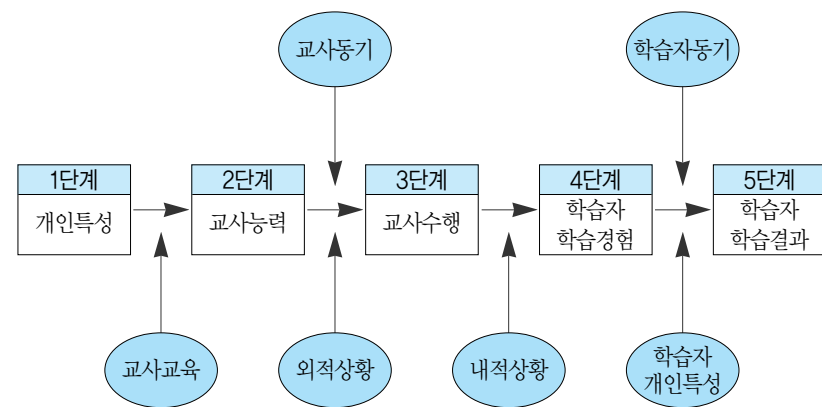 교사동기
학습자동기
1단계
개인특성
2단계
교사능력
3단계
교사수행
4단계
학습자
학습경험
5단계
학습자
학습결과
교사교육
외적상황
내적상황
학습자
개인특성